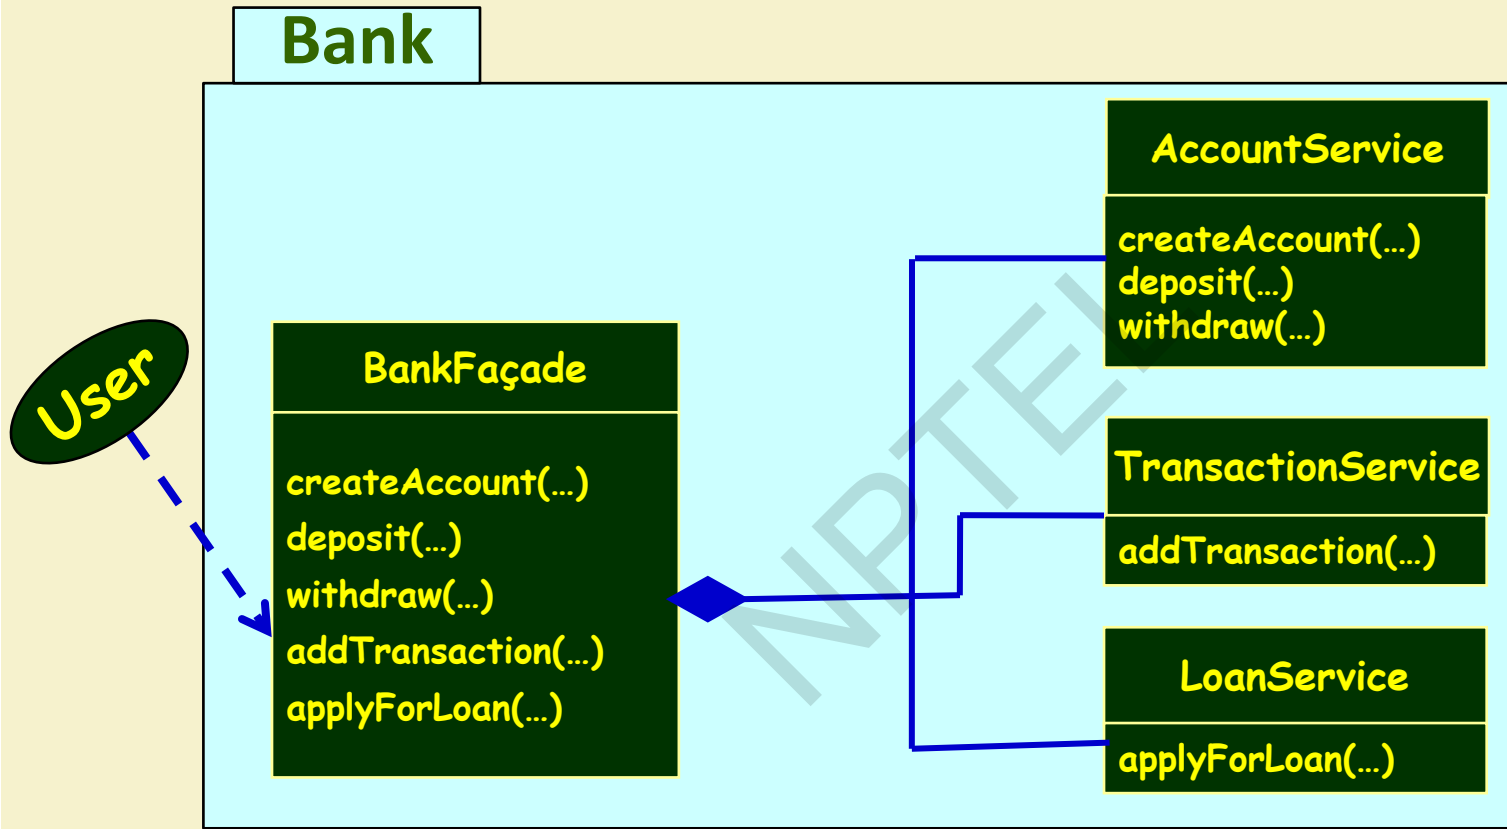 Bank
User
BankFaçade
createAccount(…)
deposit(…)
withdraw(…)
addTransaction(…)
applyForLoan(…)
AccountService
createAccount(…)
deposit(…)
withdraw(…)
TransactionService
addTransaction(…)
LoanService
applyForLoan(…)
NPTEL